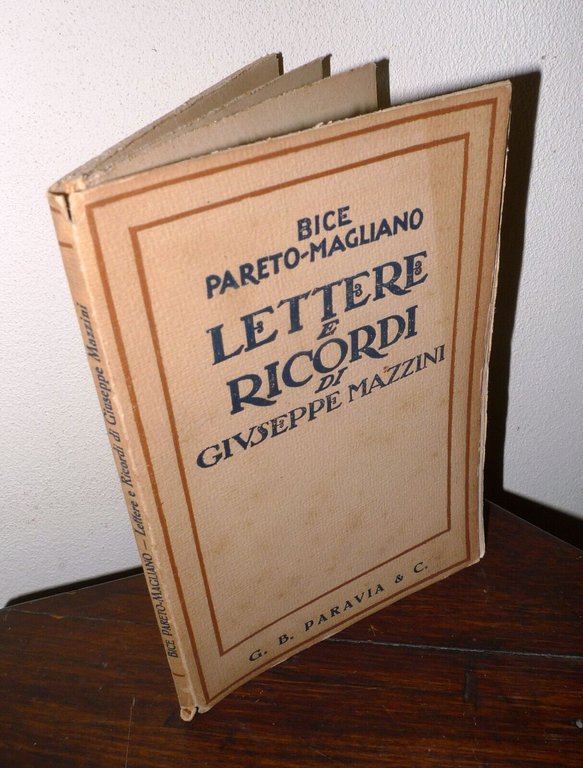 BICE
PARETO-MAGLIANO
LETTERE
E
RICORDI
DI
GIVSEPPE MAZZINI
G. B. PARAVIA & C.
BICE PARETO-MAGLIANO — Lettere e Ricordi di Giuseppe Mazzini